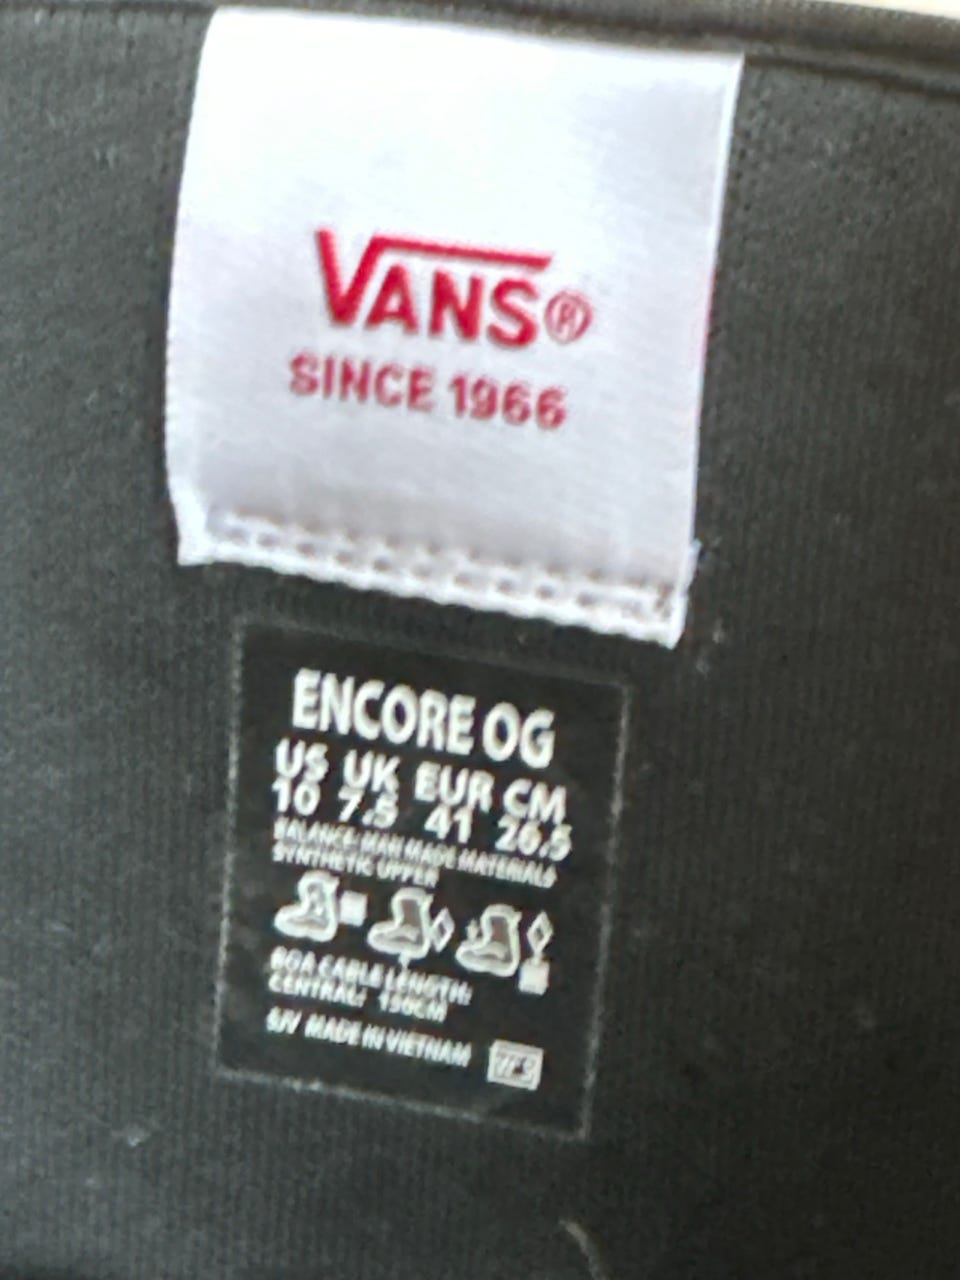 VANS®
SINCE 1966
ENCORE OG
US UK EUR CM
10 7.5 41 26.5
BALANCE: MAN MADE MATERIALS
SYNTHETIC UPPER
BOA CABLE LENGTH:
CENTRAL: 150CM
MADE IN VIETNAM